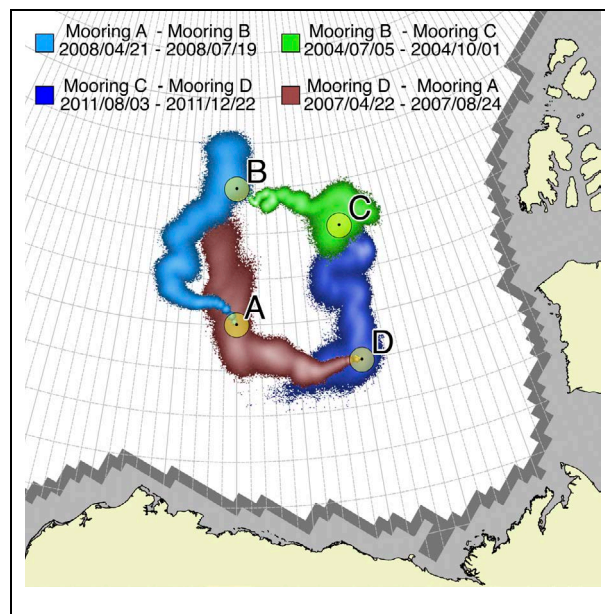 Mooring A - Mooring B
2008/04/21 - 2008/07/19
Mooring B - Mooring C
2004/07/05 - 2004/10/01
Mooring C - Mooring D
2011/08/03 - 2011/12/22
Mooring D - Mooring A
2007/04/22 - 2007/08/24
B
C
A
D